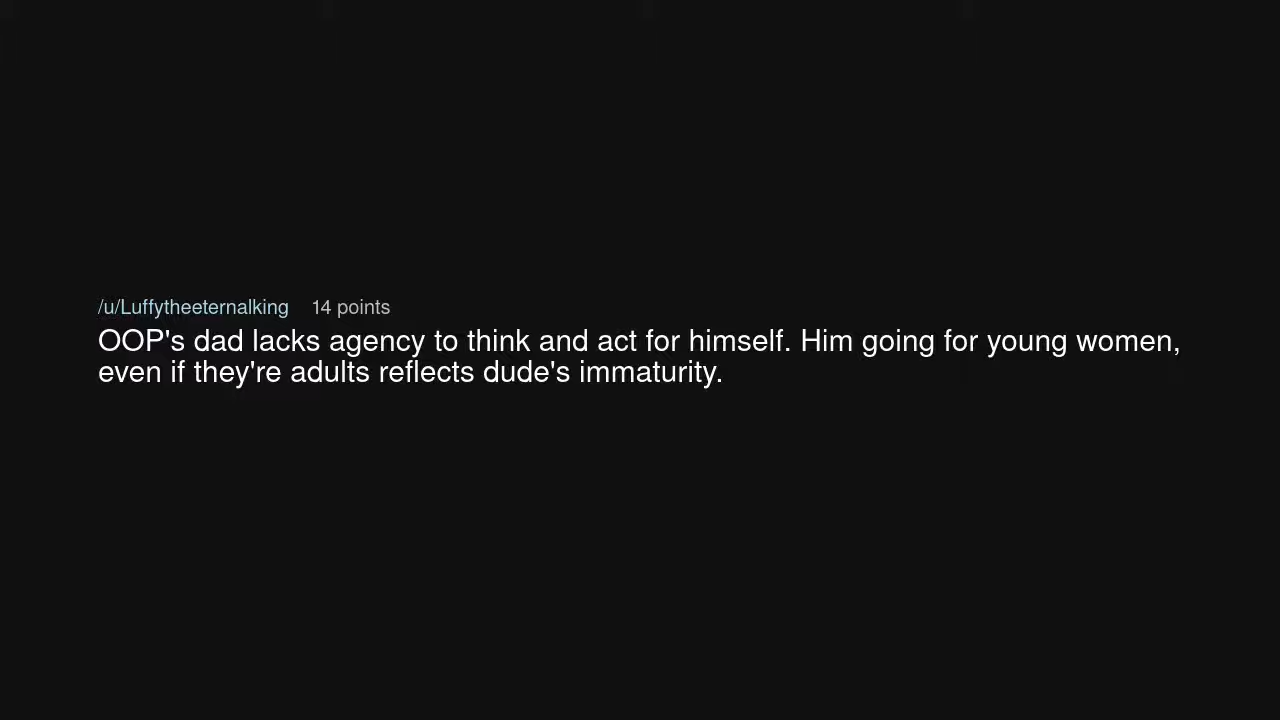 /u/Luffytheeternalking 14 points
OOP's dad lacks agency to think and act for himself. Him going for young women,
even if they're adults reflects dude's immaturity.